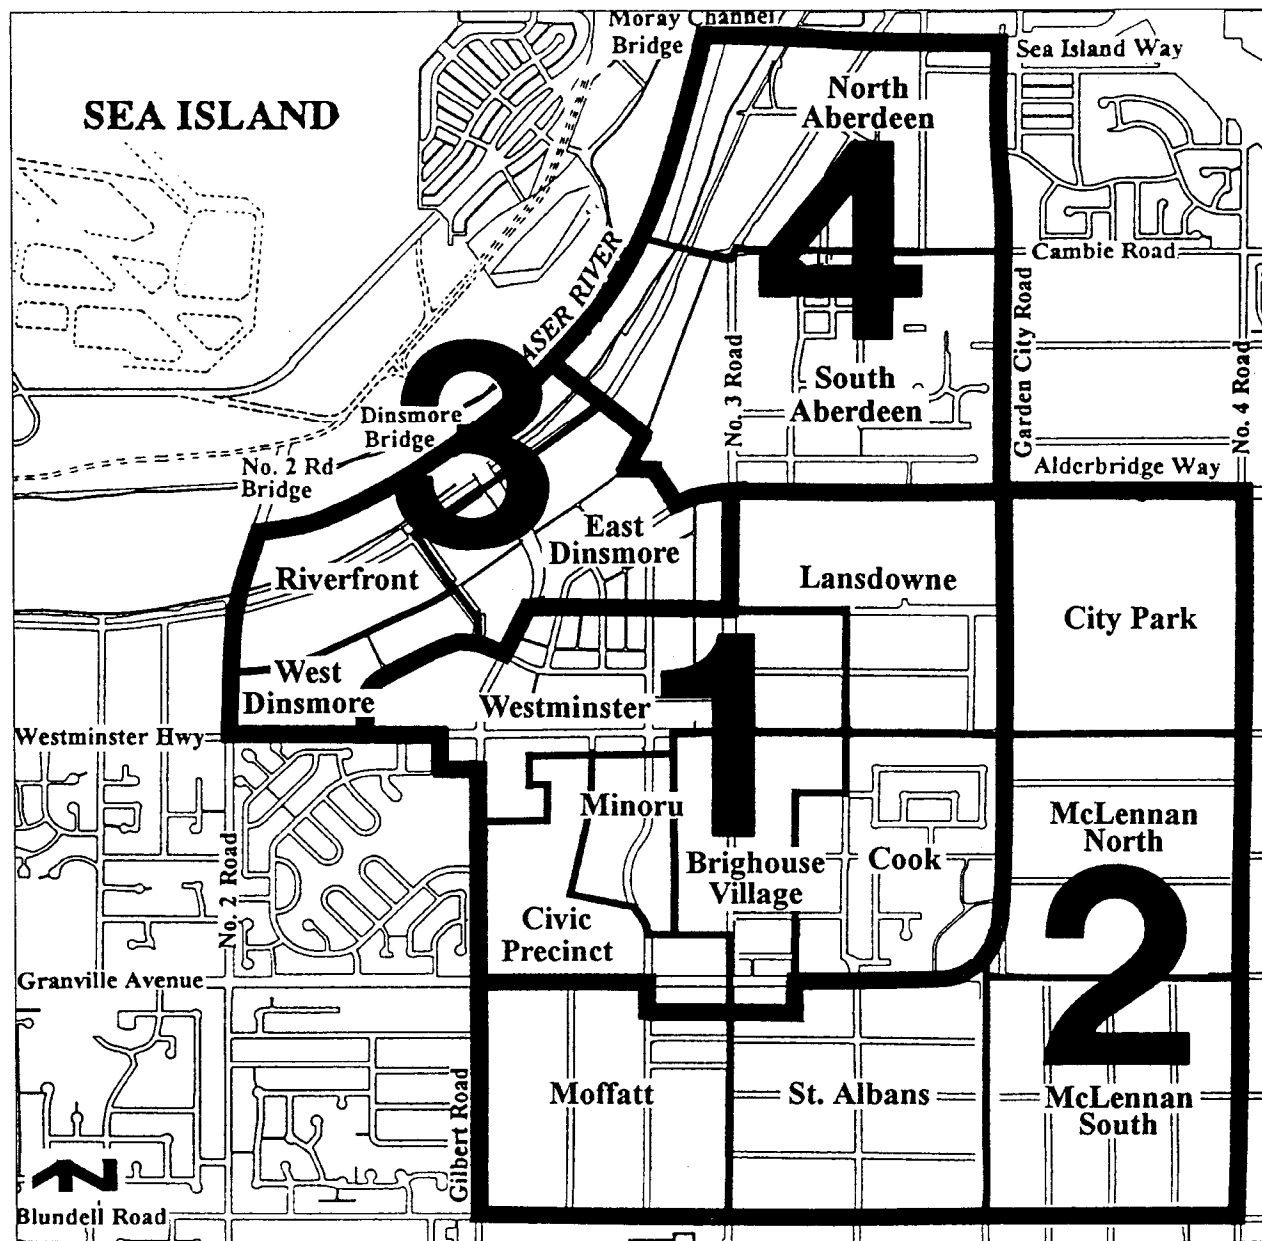 Moray Channel
Bridge
Sea Island Way
SEA ISLAND
North
Aberdeen
4
Cambie Road
ASER RIVER
Garden City Road
No. 3 Road
No. 4 Road
3
South
Aberdeen
Dinsmore
Bridge
No. 2 Rd
Bridge
Alderbridge Way
East
Dinsmore
Riverfront
Lansdowne
City Park
1
West
Dinsmore
Westminster
Westminster Hwy
Minoru
McLennan
North
Brighouse
Village
Cook
No. 2 Road
2
Civic
Precinct
Granville Avenue
Moffatt
St. Albans
McLennan
South
Gilbert Road
N
Blundell Road